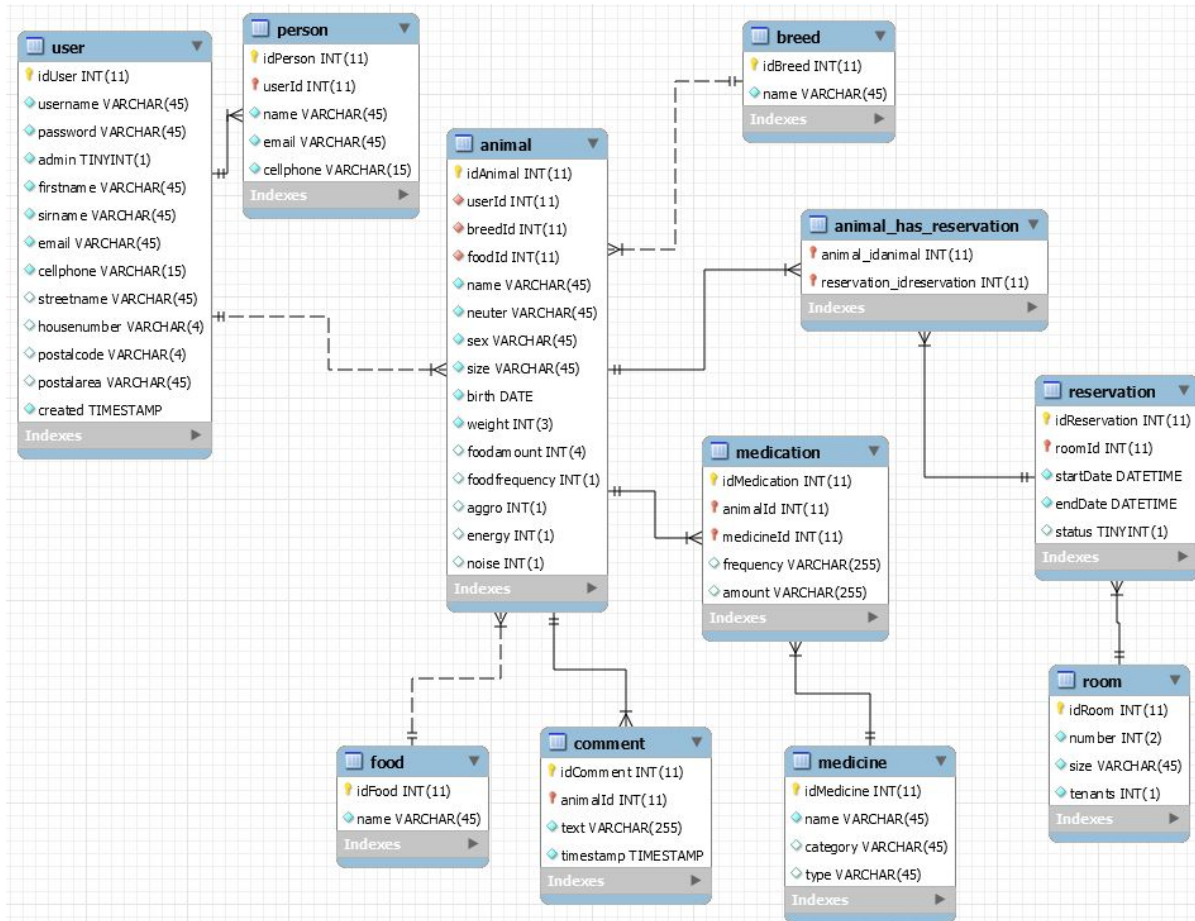 user
idUser INT(11)
username VARCHAR(45)
password VARCHAR(45)
admin TINYINT(1)
firstname VARCHAR(45)
sirname VARCHAR(45)
email VARCHAR(45)
cellphone VARCHAR(15)
streetname VARCHAR(45)
housenumber VARCHAR(4)
postalcode VARCHAR(4)
postalarea VARCHAR(45)
created TIMESTAMP
Indexes
person
idPerson INT(11)
userId INT(11)
name VARCHAR(45)
email VARCHAR(45)
cellphone VARCHAR(15)
Indexes
breed
idBreed INT(11)
name VARCHAR(45)
Indexes
animal
idAnimal INT(11)
userId INT(11)
breedId INT(11)
foodId INT(11)
name VARCHAR(45)
neuter VARCHAR(45)
sex VARCHAR(45)
size VARCHAR(45)
birth DATE
weight INT(3)
foodamount INT(4)
foodfrequency INT(1)
aggro INT(1)
energy INT(1)
noise INT(1)
Indexes
animal_has_reservation
animal_idanimal INT(11)
reservation_idreservation INT(11)
Indexes
reservation
idReservation INT(11)
roomId INT(11)
startDate DATETIME
endDate DATETIME
status TINYINT(1)
Indexes
medication
idMedication INT(11)
animalId INT(11)
medicineId INT(11)
frequency VARCHAR(255)
amount VARCHAR(255)
Indexes
room
idRoom INT(11)
number INT(2)
size VARCHAR(45)
tenants INT(1)
Indexes
food
idFood INT(11)
name VARCHAR(45)
Indexes
comment
idComment INT(11)
animalId INT(11)
text VARCHAR(255)
timestamp TIMESTAMP
Indexes
medicine
idMedicine INT(11)
name VARCHAR(45)
category VARCHAR(45)
type VARCHAR(45)
Indexes